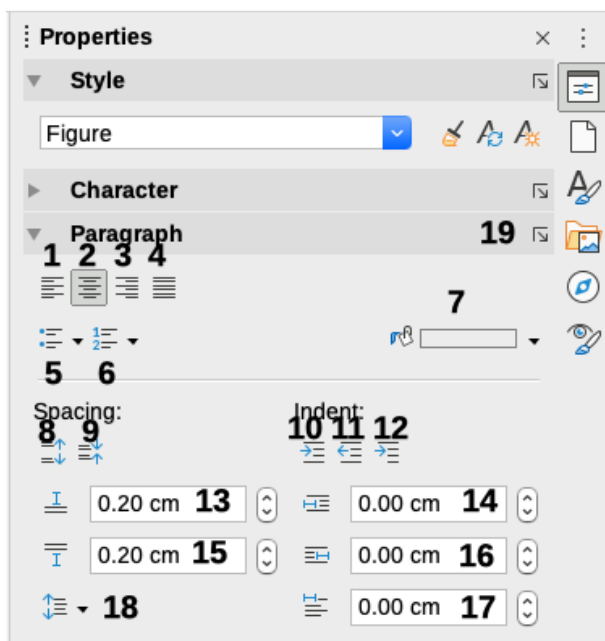 Properties
Style
Figure
Character
Paragraph 19
1 2 3 4
7
5 6
Spacing: Indent:
8 9 10 11 12
0.20 cm 13 0.00 cm 14
0.20 cm 15 0.00 cm 16
18 0.00 cm 17